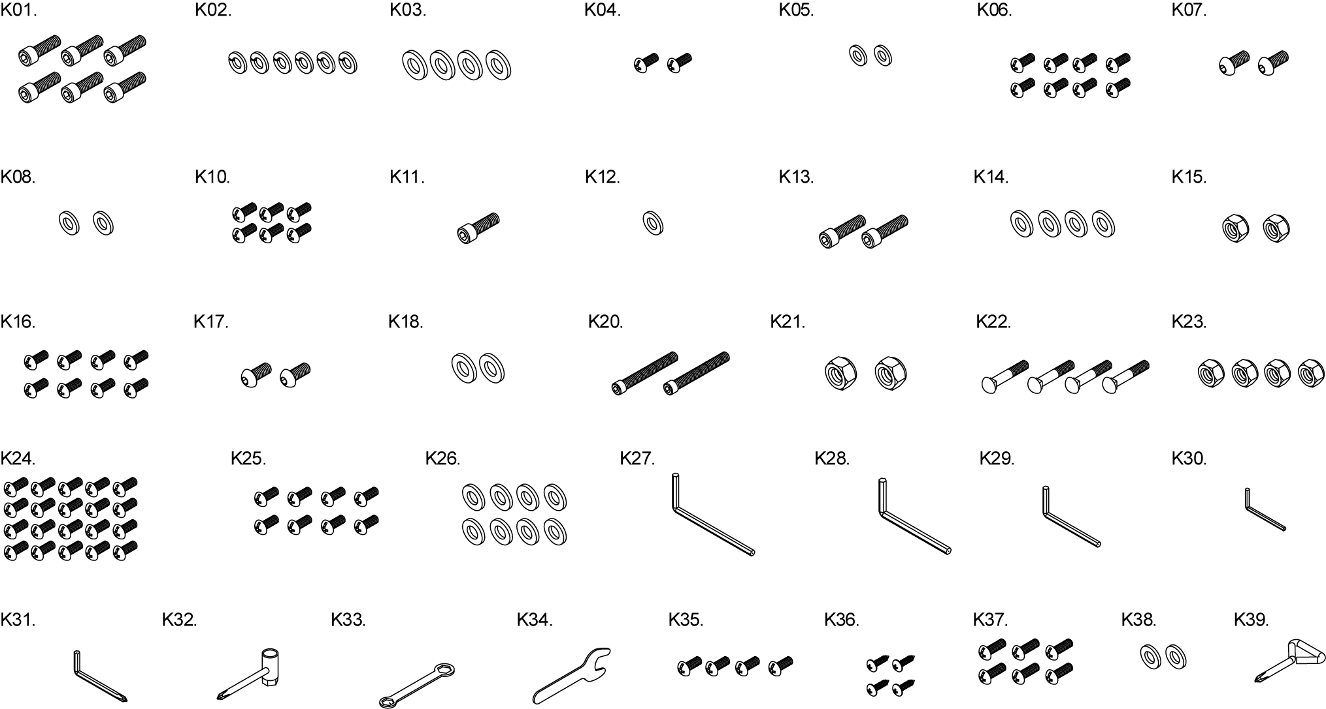 K01. K02. K03. K04. K05. K06. K07.
K08. K10. K11. K12. K13. K14. K15.
K16. K17. K18. K20. K21. K22. K23.
K24. K25. K26. K27. K28. K29. K30.
K31. K32. K33. K34. K35. K36. K37. K38. K39.